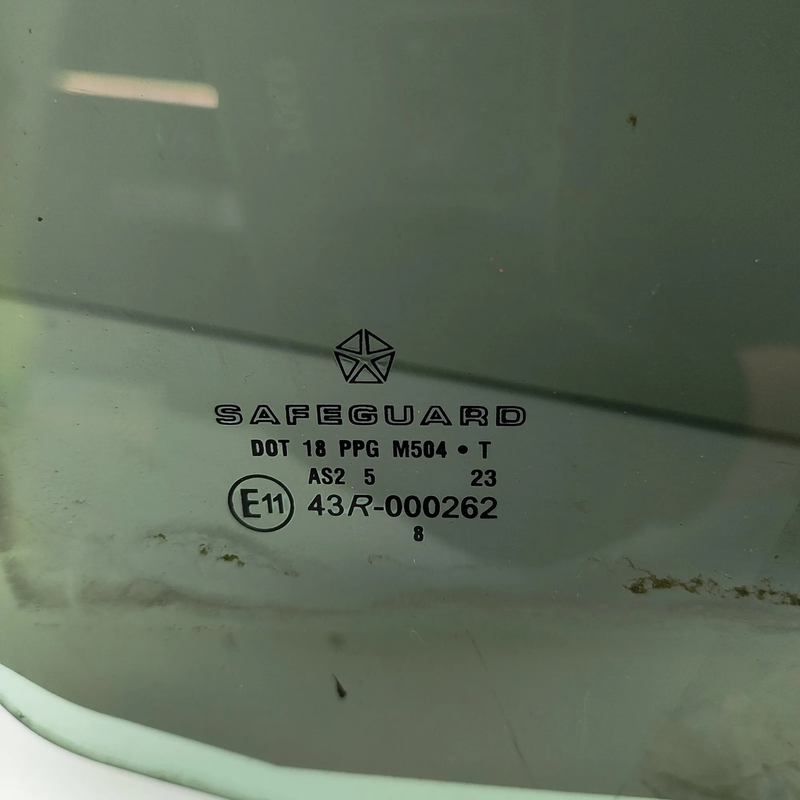 SAFEGUARD
DOT 18 PPG M504 • T
AS2 5 23
E11 43R-000262
8